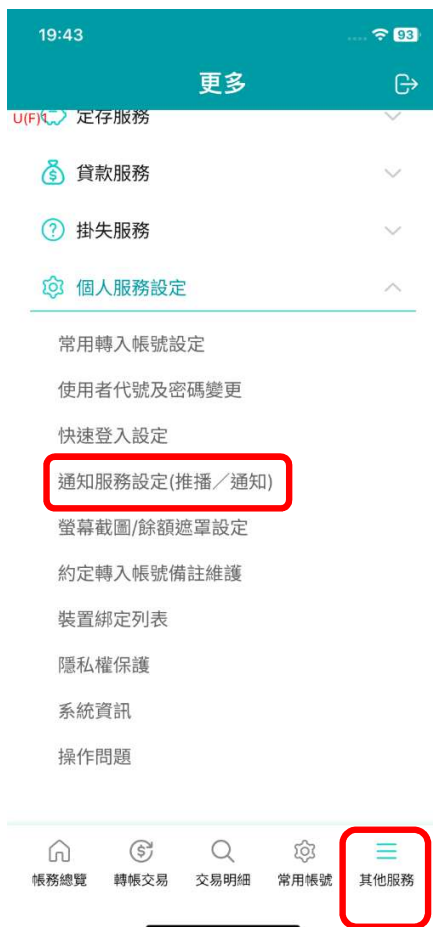 19:43
93
更多
U(F)
定存服務
貸款服務
掛失服務
個人服務設定
常用轉入帳號設定
使用者代號及密碼變更
快速登入設定
通知服務設定(推播／通知)
螢幕截圖/餘額遮罩設定
約定轉入帳號備註維護
裝置綁定列表
隱私權保護
系統資訊
操作問題
帳務總覽 轉帳交易 交易明細 常用帳號 其他服務